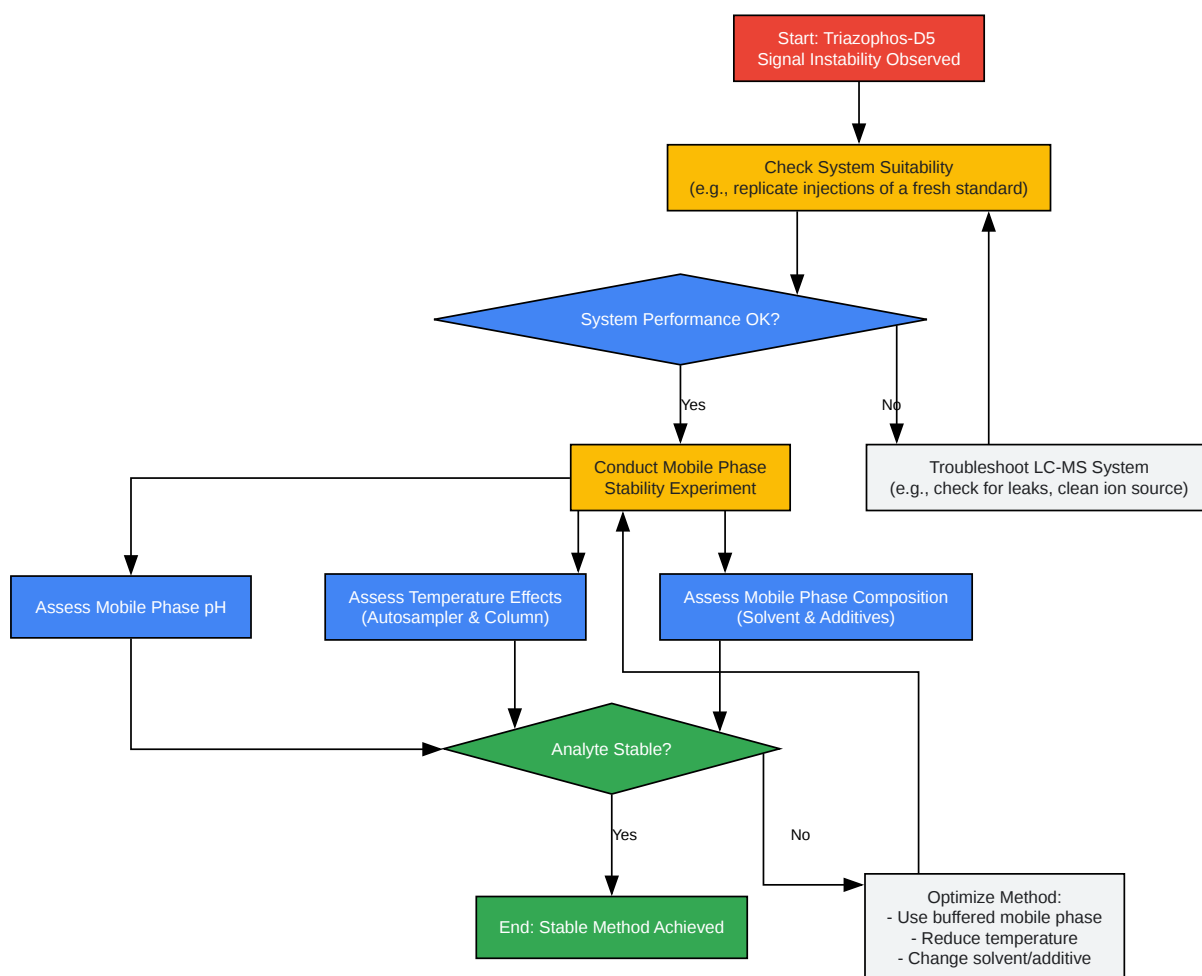 Start: Triazophos-D5
Signal Instability Observed
Check System Suitability
(e.g., replicate injections of a fresh standard)
System Performance OK?
Yes
No
Conduct Mobile Phase
Stability Experiment
Troubleshoot LC-MS System
(e.g., check for leaks, clean ion source)
Assess Mobile Phase pH
Assess Temperature Effects
(Autosampler & Column)
Assess Mobile Phase Composition
(Solvent & Additives)
Analyte Stable?
Yes
No
End: Stable Method Achieved
Optimize Method:
- Use buffered mobile phase
- Reduce temperature
- Change solvent/additive